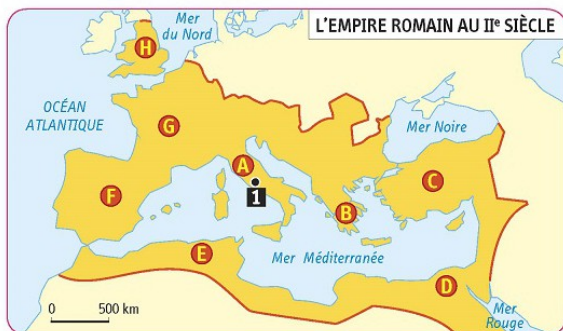 L'EMPIRE ROMAIN AU IIe SIÈCLE
Mer
du Nord
H
OCÉAN
ATLANTIQUE
G
Mer Noire
A
1
F
B
C
E
Mer Méditerranée
D
0 500 km
Mer
Rouge